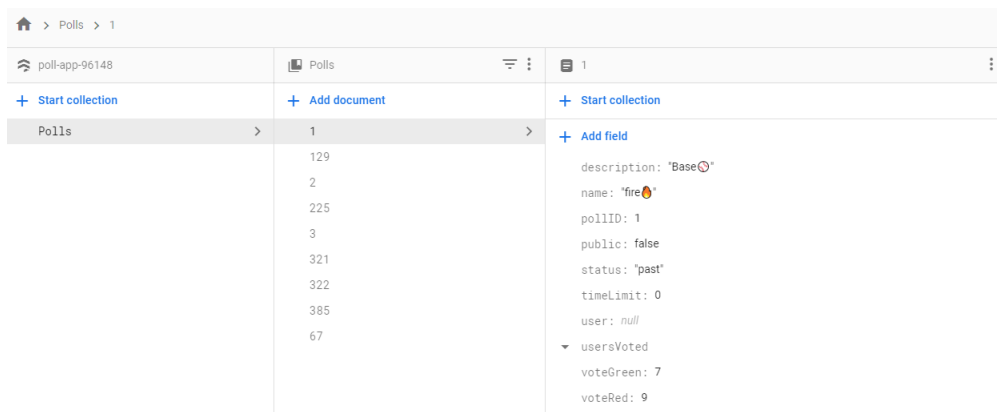 Polls > 1
poll-app-96148
Polls
1
+ Start collection
+ Add document
+ Start collection
Polls
1
129
2
225
3
321
322
385
67
+ Add field
description: "Base⚾"
name: "fire🔥"
pollID: 1
public: false
status: "past"
timeLimit: 0
user: null
usersVoted
voteGreen: 7
voteRed: 9